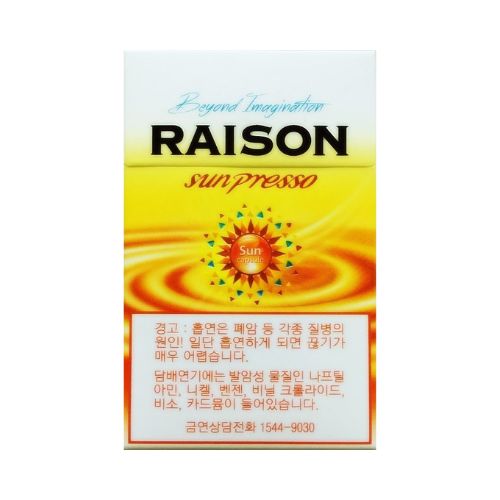 Beyond Imagination
RAISON
sunpresso
Sun
capsule
경고 : 흡연은 폐암 등 각종 질병의
원인! 일단 흡연하게 되면 끊기가
매우 어렵습니다.
담배연기에는 발암성 물질인 나프틸
아민, 니켈, 벤젠, 비닐 크롤라이드,
비소, 카드뮴이 들어있습니다.
금연상담전화 1544-9030